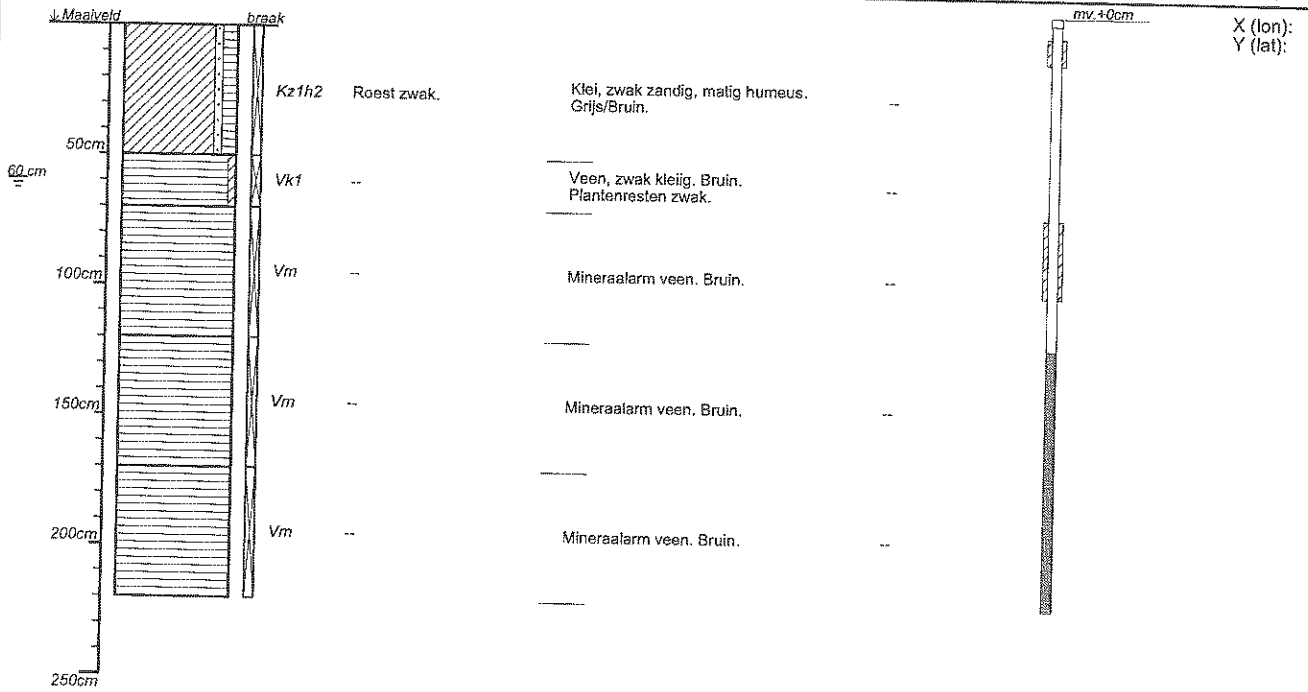 ↓ Maaiveld
braak
mv.+0cm
X (lon):
Y (lat):
Kz1h2
Roest zwak.
Klei, zwak zandig, matig humeus.
Grijs/Bruin.
--
50cm
60 cm
Vk1
--
Veen, zwak kleiig. Bruin.
Plantenresten zwak.
--
100cm
Vm
--
Mineraalarm veen. Bruin.
--
150cm
Vm
--
Mineraalarm veen. Bruin.
--
200cm
Vm
--
Mineraalarm veen. Bruin.
--
250cm